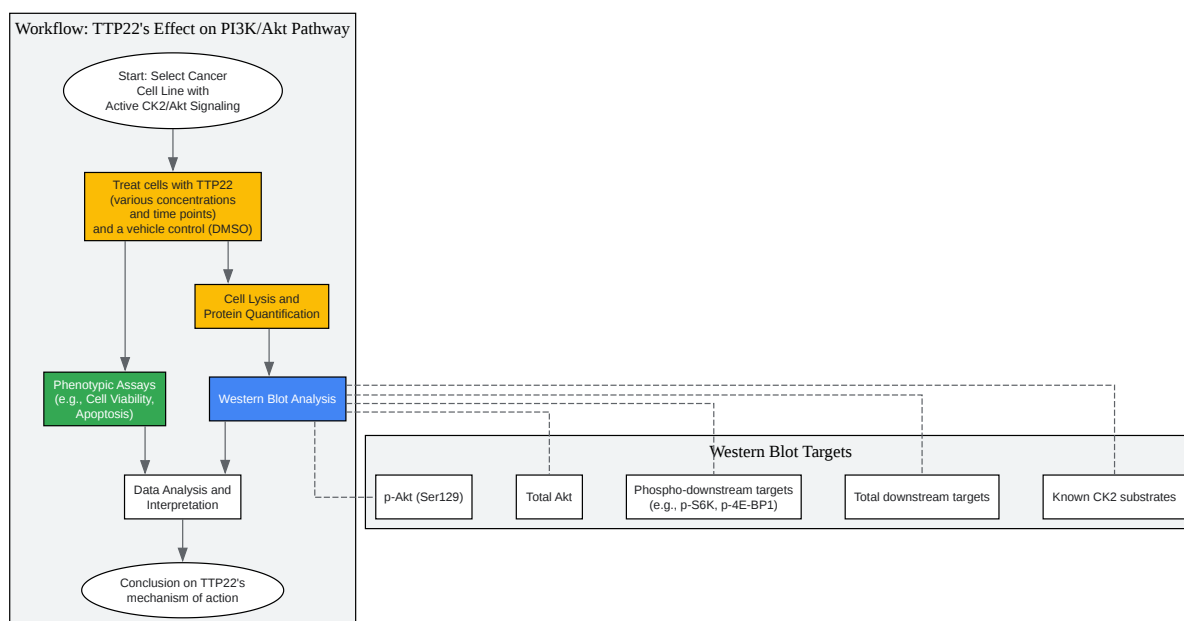 Workflow: TTP22's Effect on PI3K/Akt Pathway
Start: Select Cancer
Cell Line with
Active CK2/Akt Signaling
Treat cells with TTP22
(various concentrations
and time points)
and a vehicle control (DMSO)
Cell Lysis and
Protein Quantification
Phenotypic Assays
(e.g., Cell Viability,
Apoptosis)
Western Blot Analysis
Data Analysis and
Interpretation
Conclusion on TTP22's
mechanism of action
Western Blot Targets
p-Akt (Ser129)
Total Akt
Phospho-downstream targets
(e.g., p-S6K, p-4E-BP1)
Total downstream targets
Known CK2 substrates